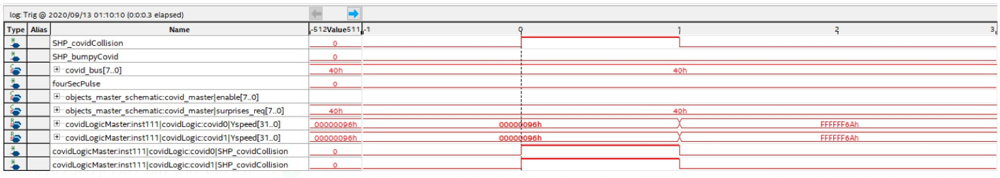 log: Trig @ 2020/09/13 01:10:10 (0:0:0.3 elapsed)
Type Alias Name -512Value511 -1 0 1 2 3
SHP_covidCollision 0
SHP_bumpyCovid 0
covid_bus[7..0] 40h 40h
fourSecPulse 0
objects_master_schematic:covid_master|enable[7..0]
objects_master_schematic:covid_master|surprises_req[7..0] 40h 40h
covidLogicMaster:inst111|covidLogic:covid0|Yspeed[31..0] 00000096h 00000096h FFFFFF6Ah
covidLogicMaster:inst111|covidLogic:covid1|Yspeed[31..0] 00000096h 00000096h FFFFFF6Ah
covidLogicMaster:inst111|covidLogic:covid0|SHP_covidCollision 0
covidLogicMaster:inst111|covidLogic:covid1|SHP_covidCollision 0